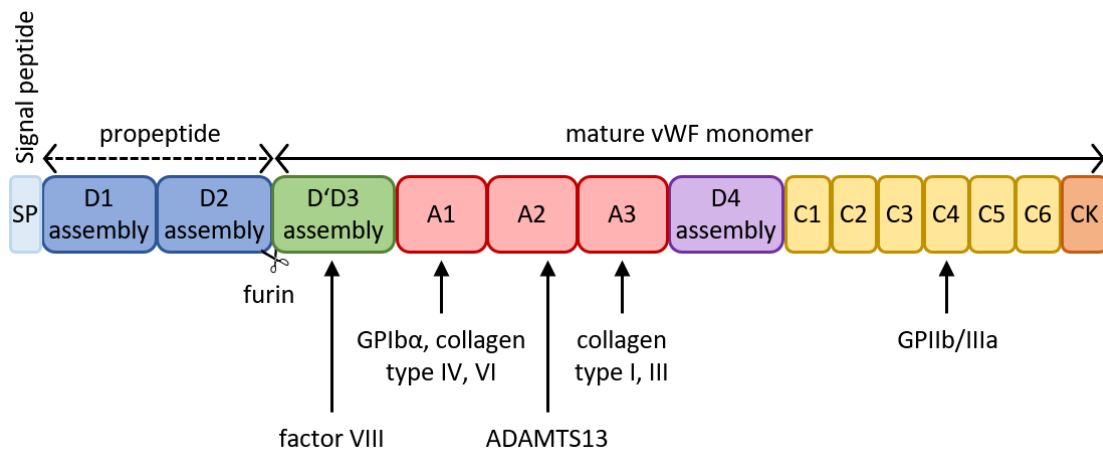 Signal peptide
propeptide
mature vWF monomer
SP
D1
assembly
D2
assembly
D‘D3
assembly
A1
A2
A3
D4
assembly
C1
C2
C3
C4
C5
C6
CK
furin
GPIbα, collagen
type IV, VI
collagen
type I, III
GPIIb/IIIa
factor VIII
ADAMTS13